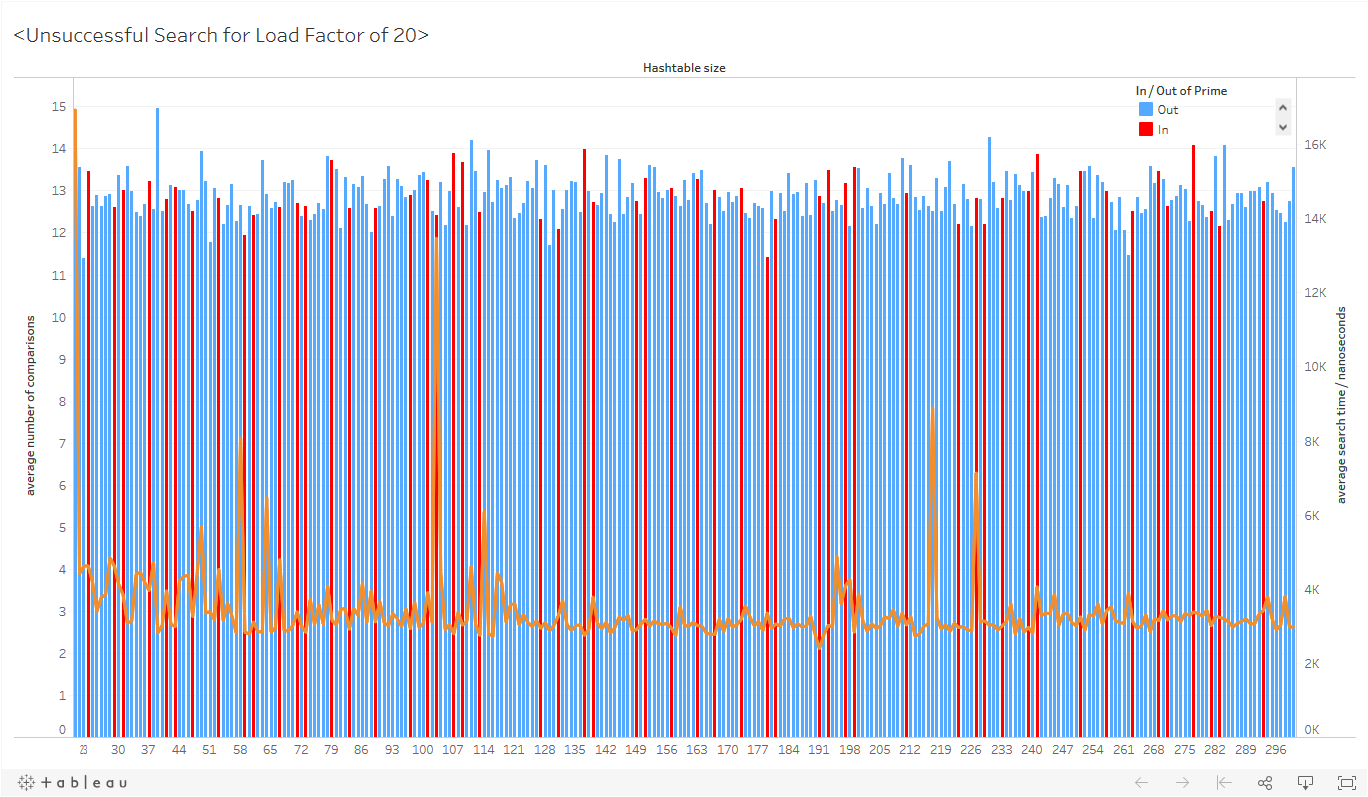 <Unsuccessful Search for Load Factor of 20>
Hashtable size
In / Out of Prime
Out
In
average number of comparisons
15
14
13
12
11
10
9
8
7
6
5
4
3
2
1
0
16K
14K
12K
10K
8K
6K
4K
2K
0K
average search time / nanoseconds
23 30 37 44 51 58 65 72 79 86 93 100 107 114 121 128 135 142 149 156 163 170 177 184 191 198 205 212 219 226 233 240 247 254 261 268 275 282 289 296
+ a b | e a u